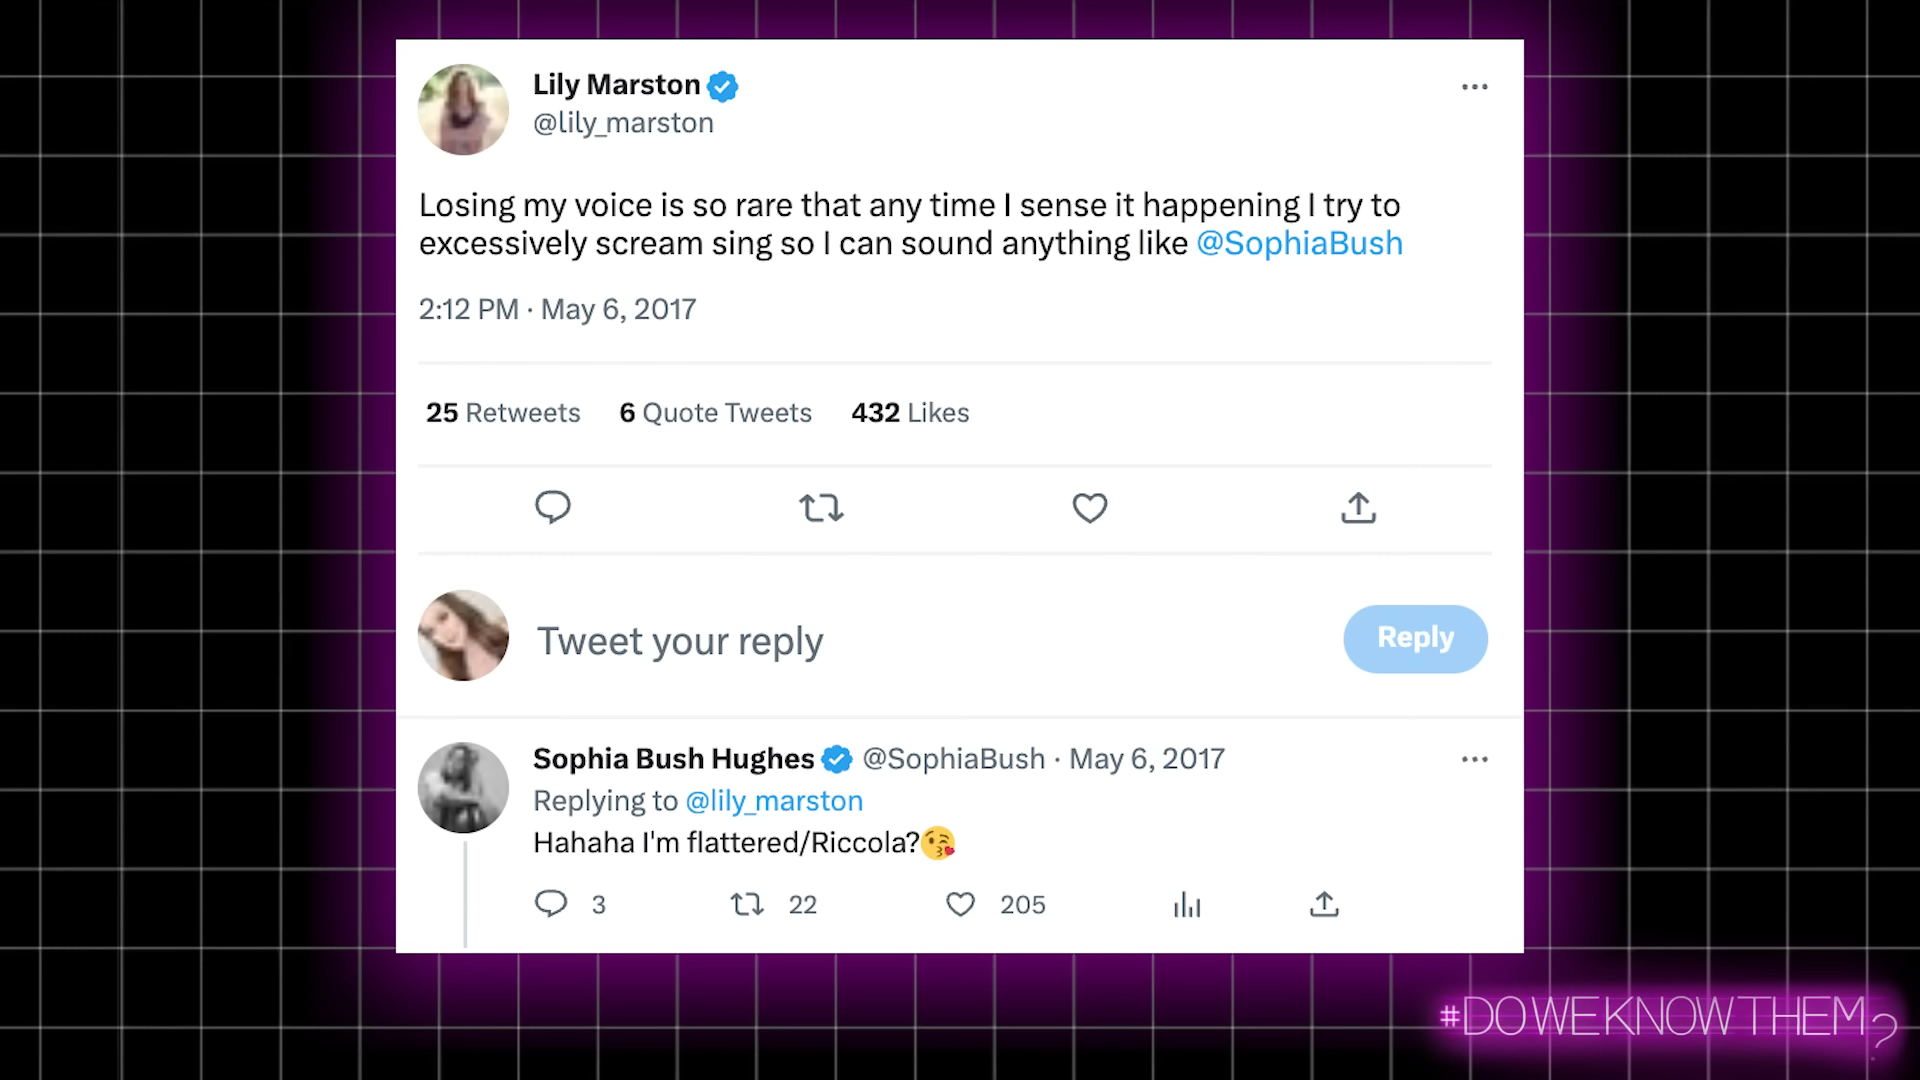 Lily Marston
@lily_marston
Losing my voice is so rare that any time I sense it happening I try to
excessively scream sing so I can sound anything like @SophiaBush
2:12 PM · May 6, 2017
25 Retweets 6 Quote Tweets 432 Likes
Tweet your reply
Reply
Sophia Bush Hughes @SophiaBush · May 6, 2017
Replying to @lily_marston
Hahaha I'm flattered/Riccola?😘
3 22 205
#DOWEKNOWTHEM?